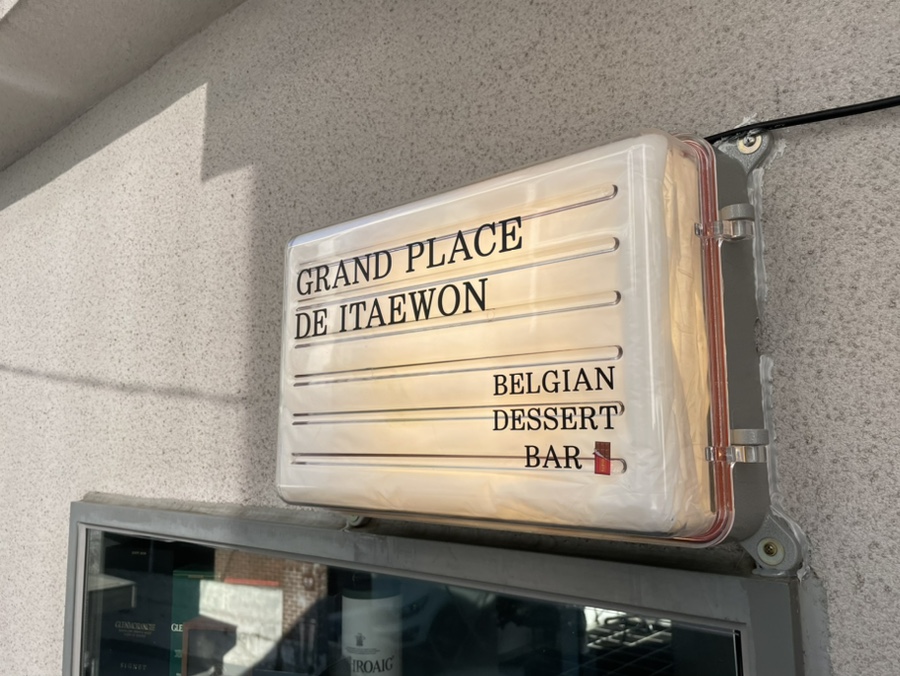 GRAND PLACE
DE ITAEWON
BELGIAN
DESSERT
BAR